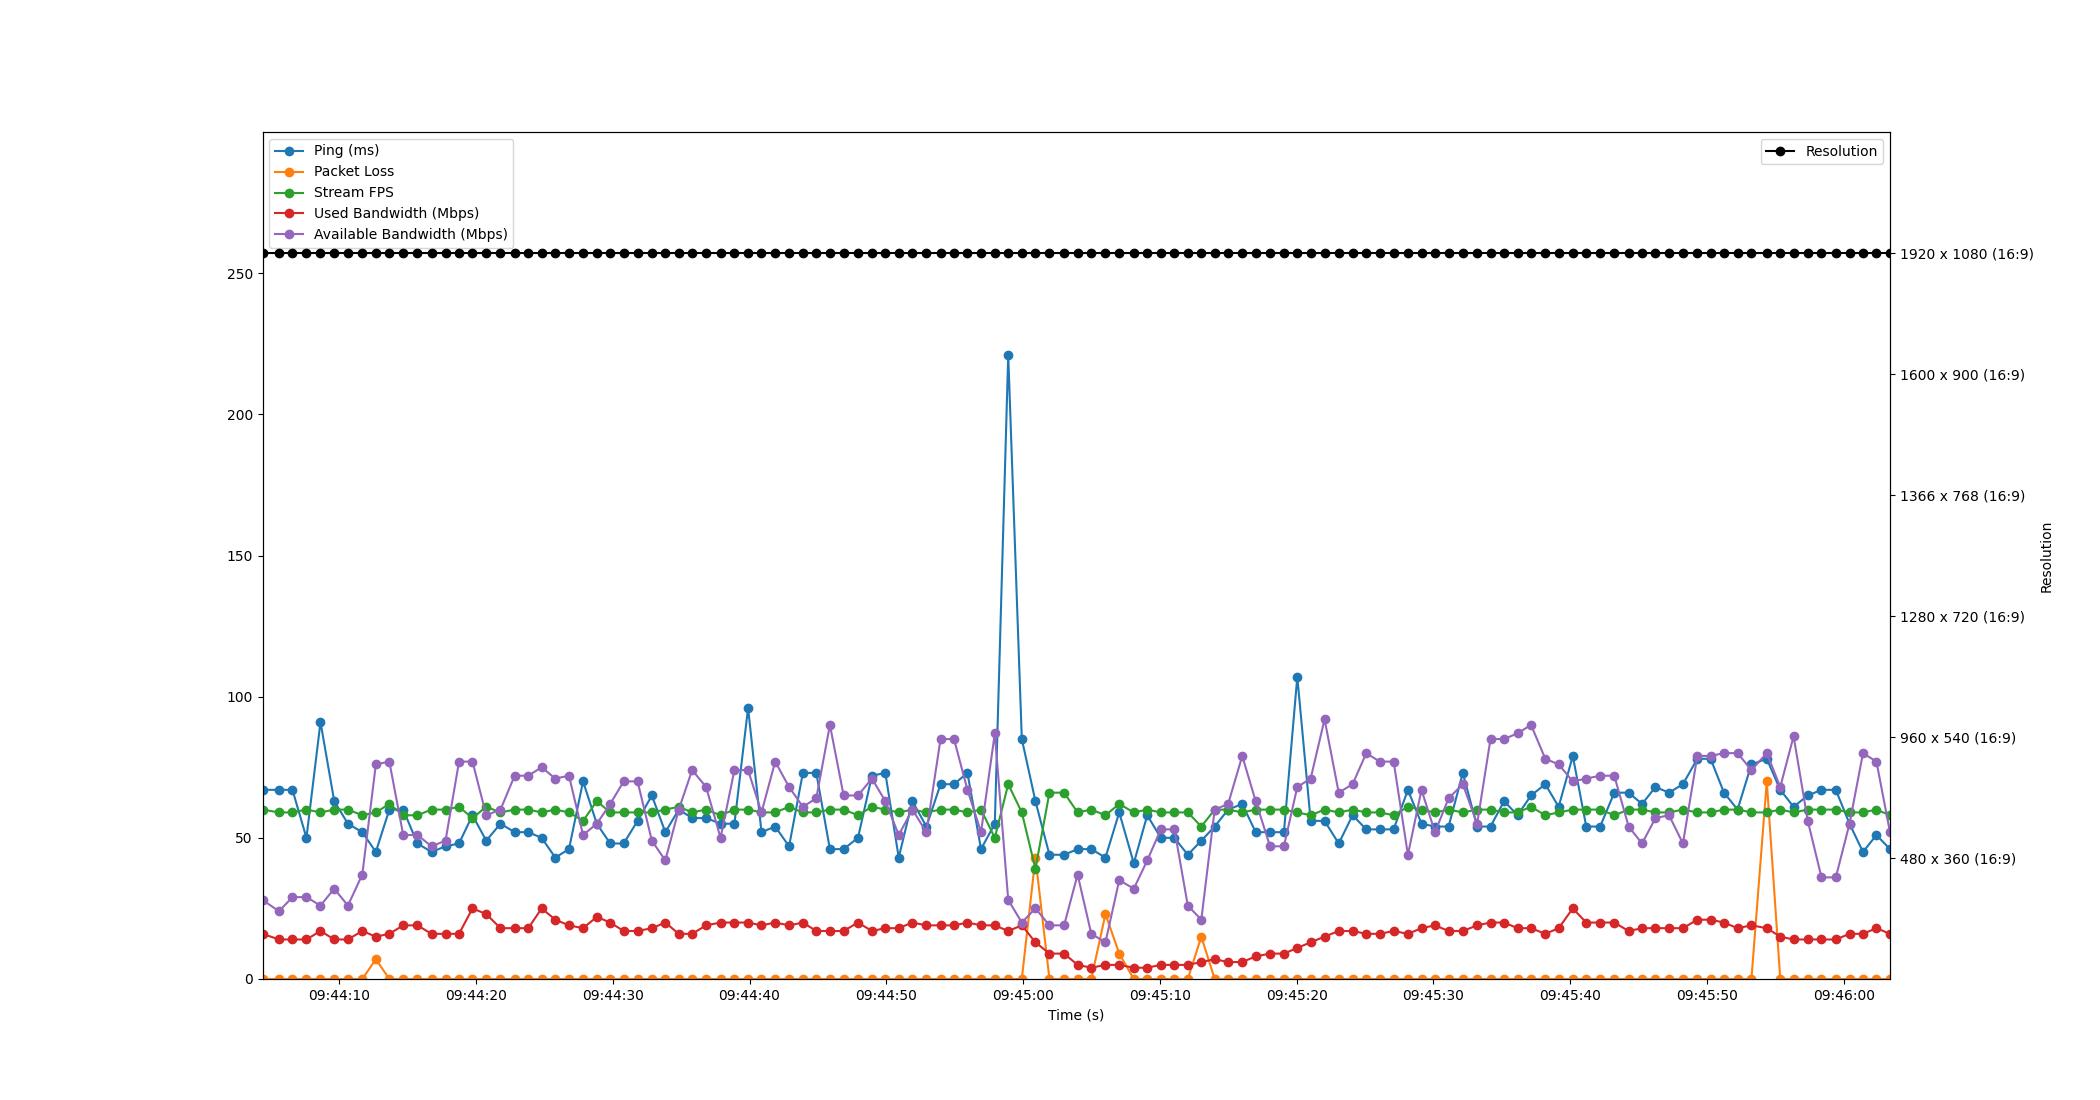 Ping (ms)
Packet Loss
Stream FPS
Used Bandwidth (Mbps)
Available Bandwidth (Mbps)
Resolution
250
200
150
100
50
0
1920 x 1080 (16:9)
1600 x 900 (16:9)
1366 x 768 (16:9)
1280 x 720 (16:9)
960 x 540 (16:9)
480 x 360 (16:9)
Resolution
09:44:10 09:44:20 09:44:30 09:44:40 09:44:50 09:45:00 09:45:10 09:45:20 09:45:30 09:45:40 09:45:50 09:46:00
Time (s)